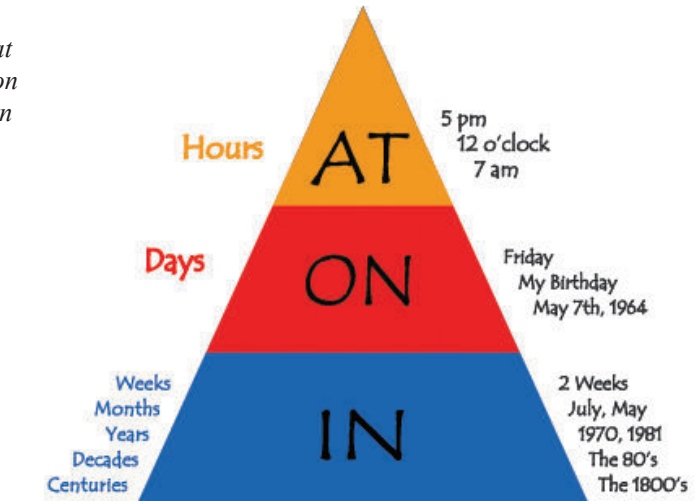 5 pm
12 o'clock
7 am
Hours
AT
Days
ON
Friday
My Birthday
May 7th, 1964
Weeks
Months
Years
Decades
Centuries
IN
2 Weeks
July, May
1970, 1981
The 80's
The 1800's